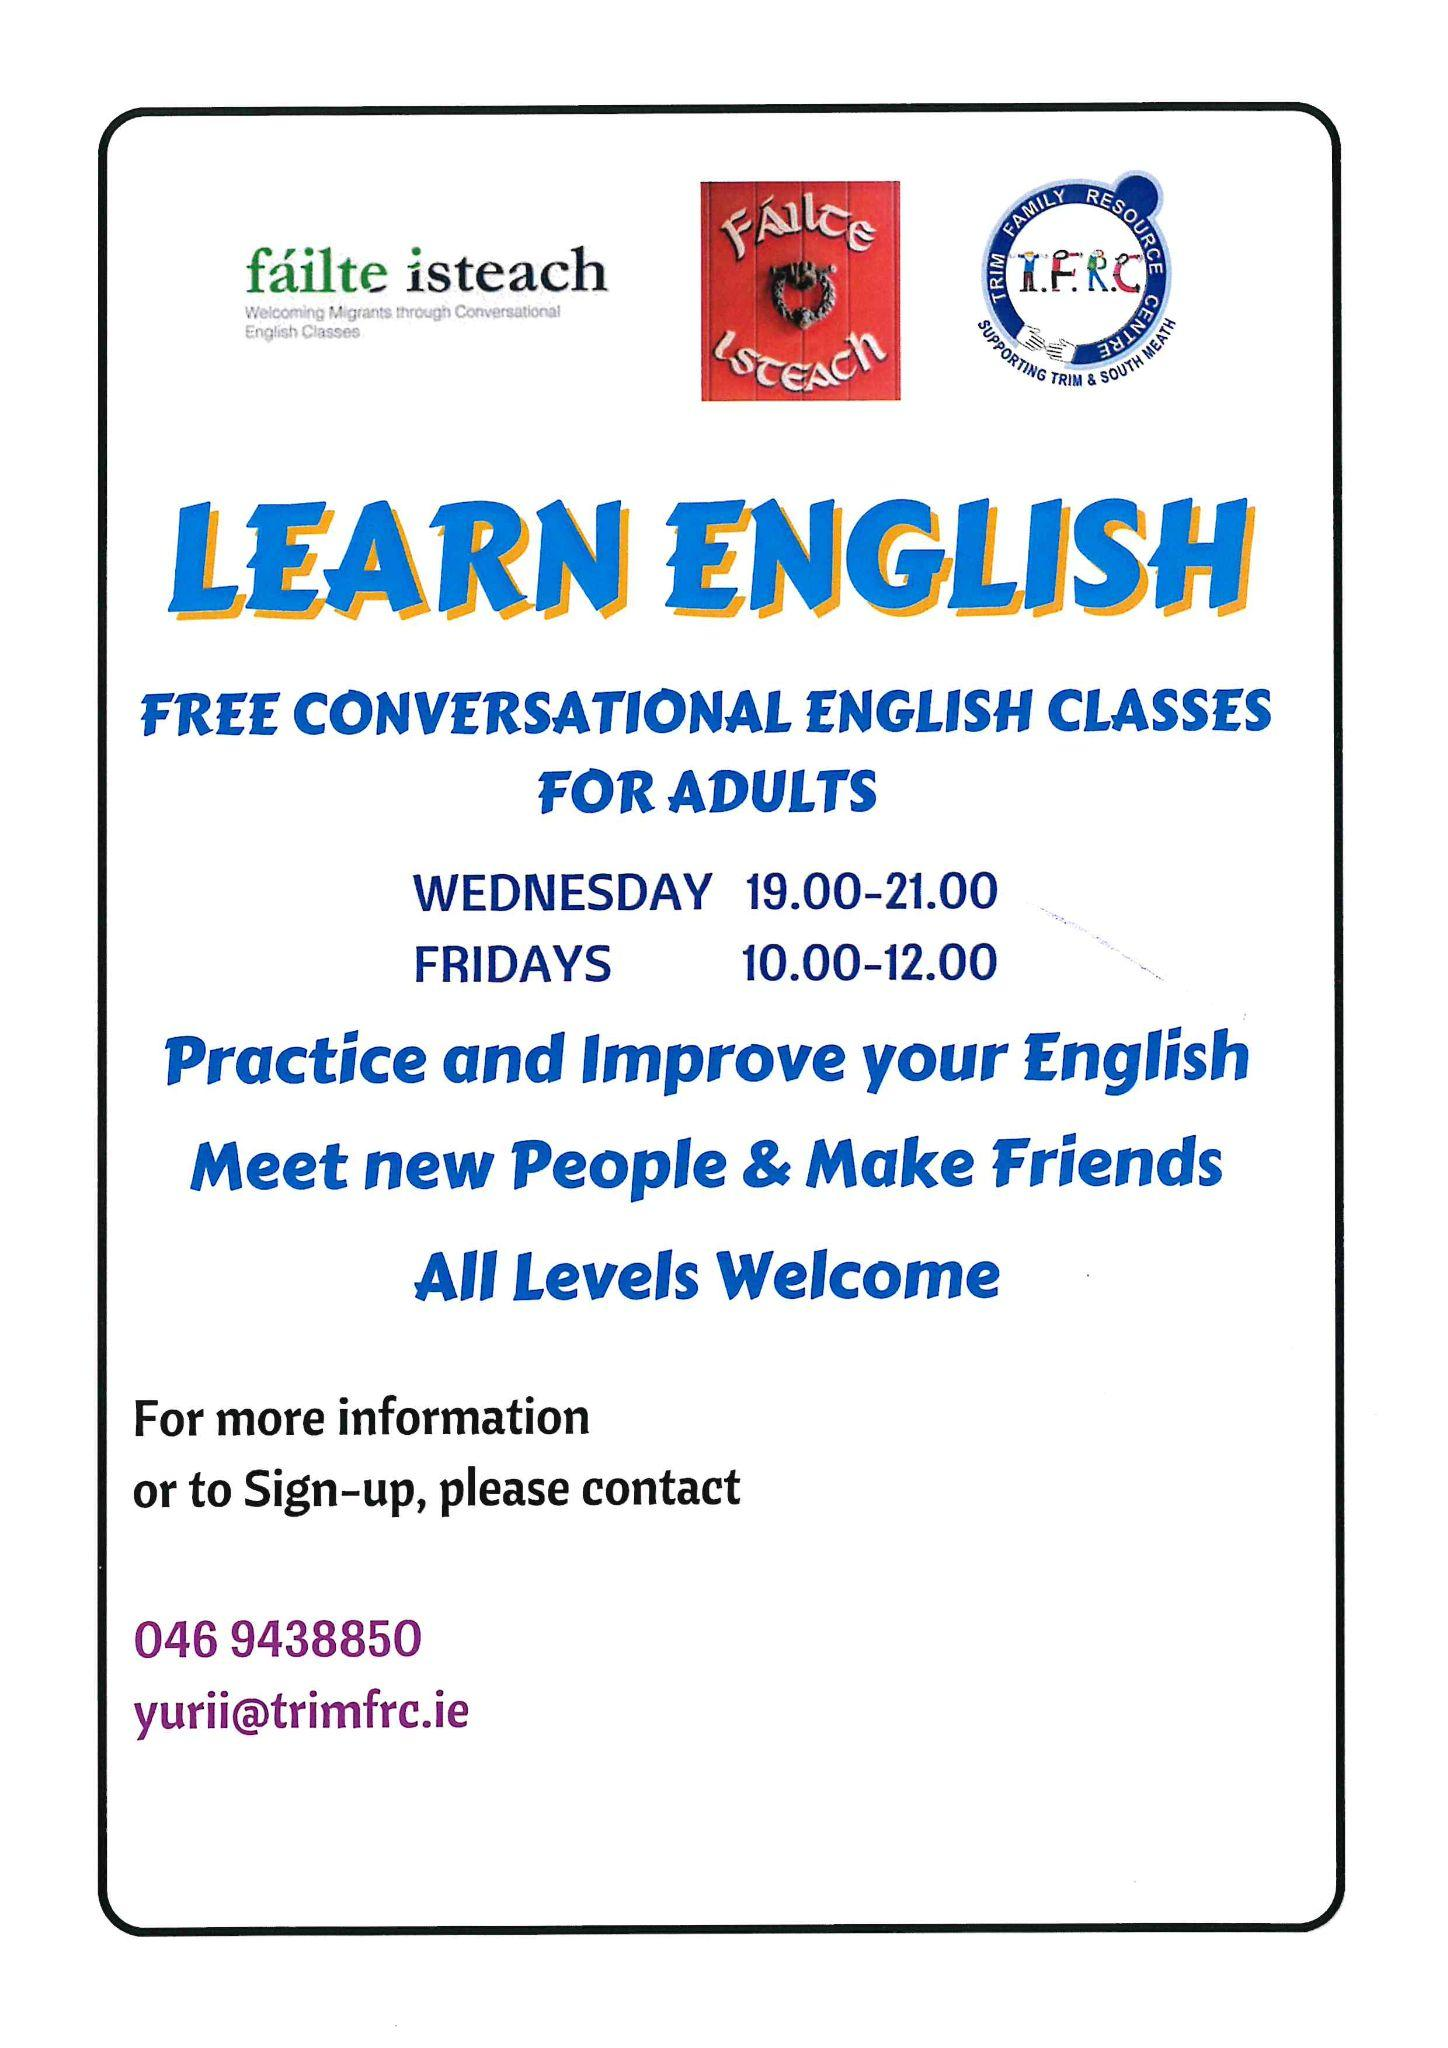 fáilte isteach
Welcoming Migrants through Conversational
English Classes
FÁILTE
ISTEACH
TRIM FAMILY RESOURCE CENTRE
T.F.R.C
SUPPORTING TRIM & SOUTH MEATH
LEARN ENGLISH
FREE CONVERSATIONAL ENGLISH CLASSES
FOR ADULTS
WEDNESDAY 19.00-21.00
FRIDAYS 10.00-12.00
Practice and Improve your English
Meet new People & Make Friends
All Levels Welcome
For more information
or to Sign-up, please contact
046 9438850
yurii@trimfrc.ie